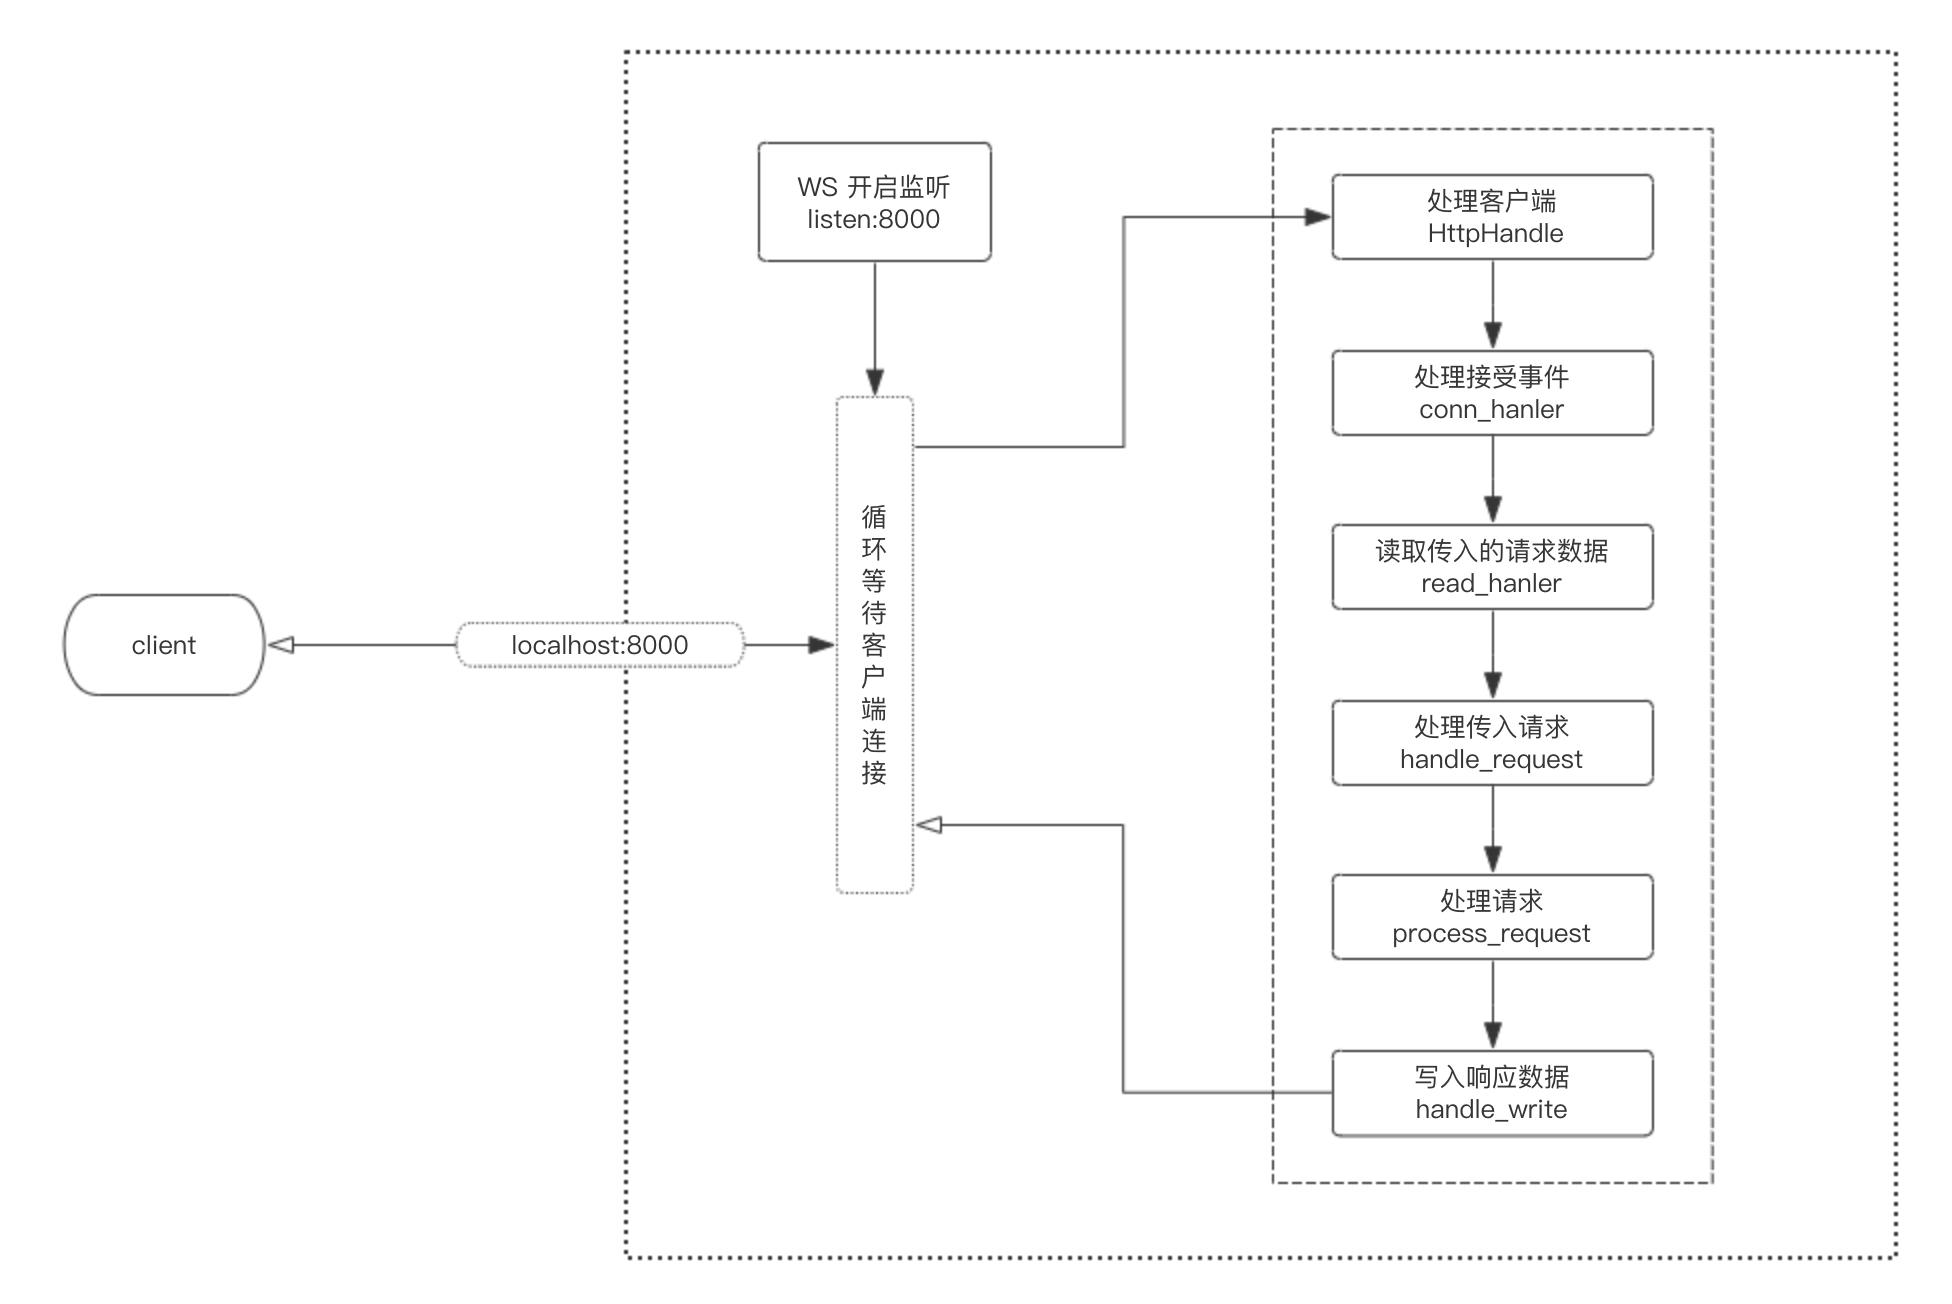 WS 开启监听
listen:8000
处理客户端
HttpHandle
处理接受事件
conn_hanler
循环等待客户端连接
读取传入的请求数据
read_hanler
client
localhost:8000
处理传入请求
handle_request
处理请求
process_request
写入响应数据
handle_write